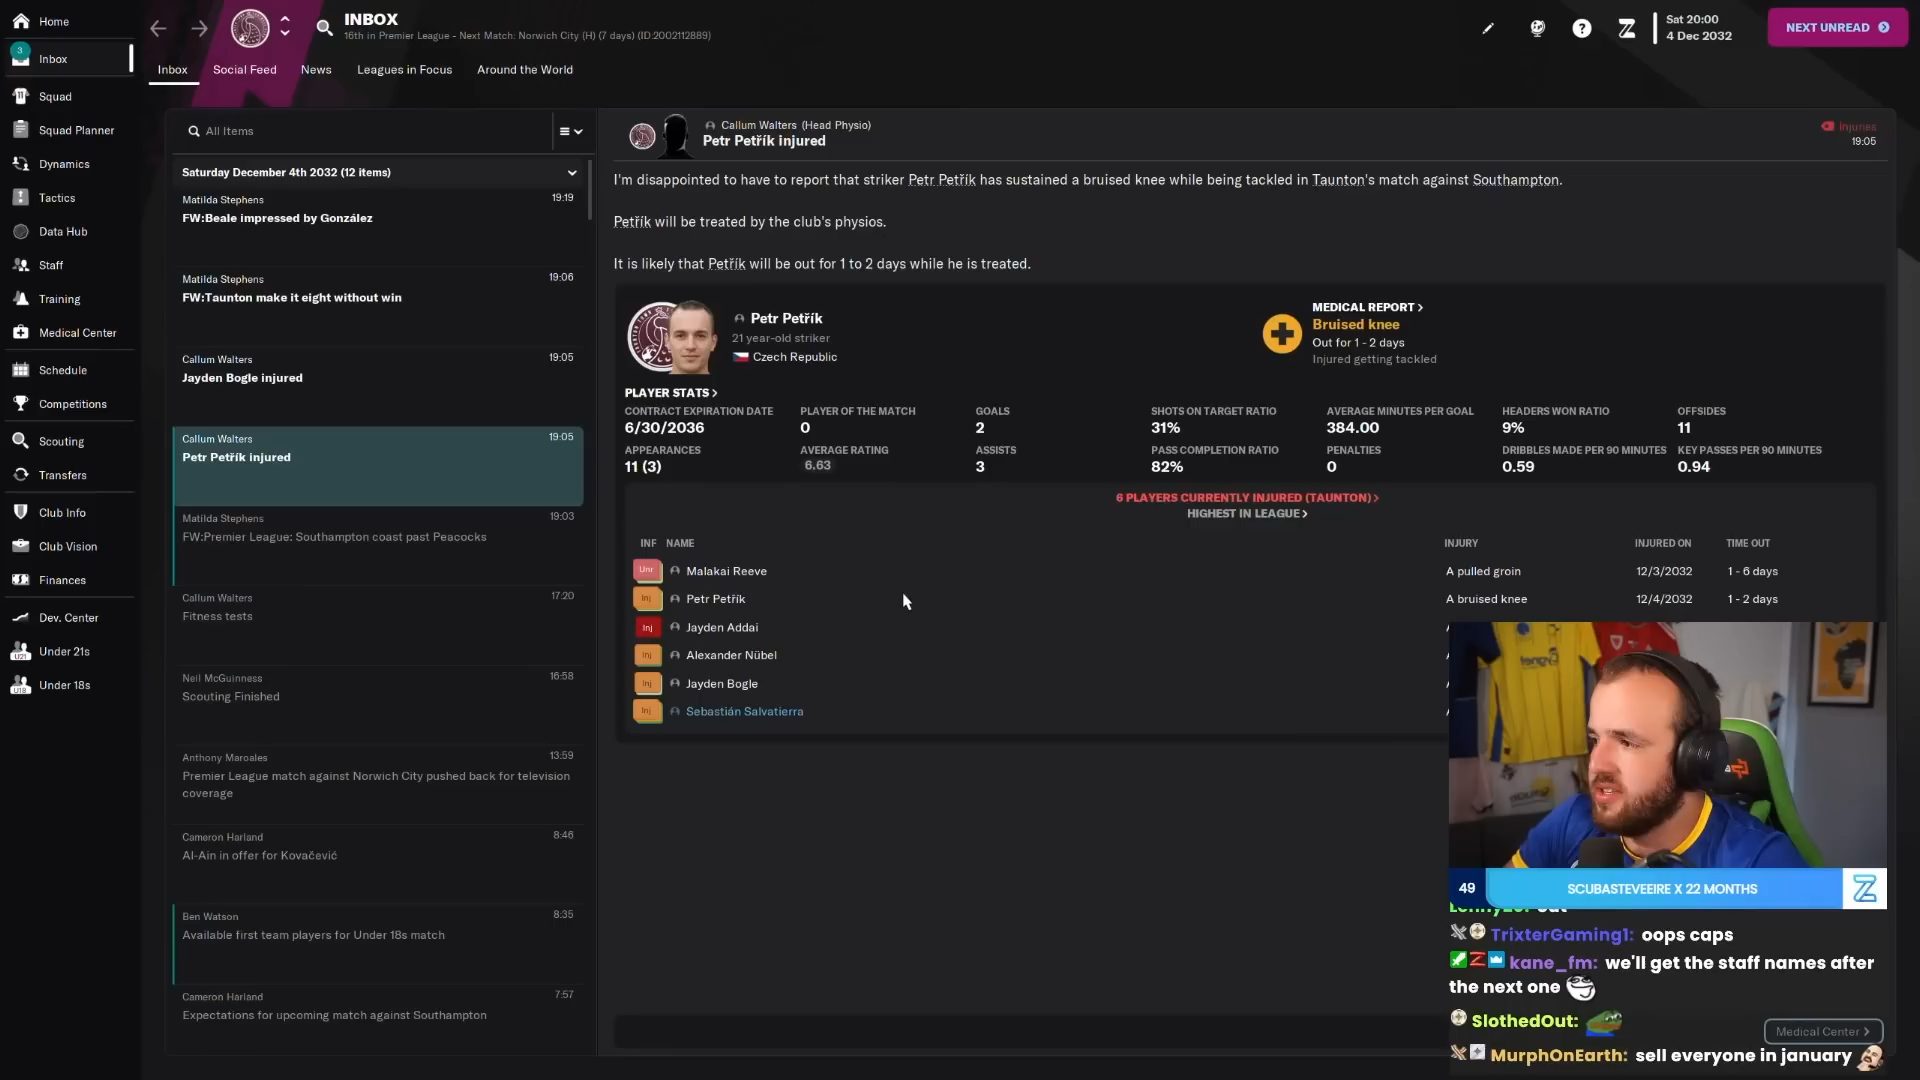 Home
3
Inbox
Squad
Squad Planner
Dynamics
Tactics
Data Hub
Staff
Training
Medical Center
Schedule
Competitions
Scouting
Transfers
Club Info
Club Vision
Finances
Dev. Center
U21
Under 21s
U18
Under 18s
INBOX
16th in Premier League - Next Match: Norwich City (H) (7 days) (ID:2002112889)
Sat 20:00
4 Dec 2032
NEXT UNREAD
Inbox
Social Feed
News
Leagues in Focus
Around the World
All Items
Saturday December 4th 2032 (12 items)
Matilda Stephens 19:19
FW:Beale impressed by González
Matilda Stephens 19:06
FW:Taunton make it eight without win
Callum Walters 19:05
Jayden Bogle injured
Callum Walters 19:05
Petr Petřík injured
Matilda Stephens 19:03
FW:Premier League: Southampton coast past Peacocks
Callum Walters 17:20
Fitness tests
Neil McGuinness 16:58
Scouting Finished
Anthony Maroales 13:59
Premier League match against Norwich City pushed back for television
coverage
Cameron Harland 8:46
Al-Ain in offer for Kovačević
Ben Watson 8:35
Available first team players for Under 18s match
Cameron Harland 7:57
Expectations for upcoming match against Southampton
Callum Walters (Head Physio)
Petr Petřík injured
Injuries
19:05
I'm disappointed to have to report that striker Petr Petřík has sustained a bruised knee while being tackled in Taunton's match against Southampton.
Petřík will be treated by the club's physios.
It is likely that Petřík will be out for 1 to 2 days while he is treated.
Petr Petřík
21 year-old striker
Czech Republic
MEDICAL REPORT >
Bruised knee
Out for 1 - 2 days
Injured getting tackled
PLAYER STATS >
CONTRACT EXPIRATION DATE PLAYER OF THE MATCH GOALS SHOTS ON TARGET RATIO AVERAGE MINUTES PER GOAL HEADERS WON RATIO OFFSIDES
6/30/2036 0 2 31% 384.00 9% 11
APPEARANCES AVERAGE RATING ASSISTS PASS COMPLETION RATIO PENALTIES DRIBBLES MADE PER 90 MINUTES KEY PASSES PER 90 MINUTES
11 (3) 6.63 3 82% 0 0.59 0.94
6 PLAYERS CURRENTLY INJURED (TAUNTON) >
HIGHEST IN LEAGUE >
INF NAME INJURY INJURED ON TIME OUT
Unr Malakai Reeve A pulled groin 12/3/2032 1 - 6 days
Inj Petr Petřík A bruised knee 12/4/2032 1 - 2 days
Inj Jayden Addai
Inj Alexander Nübel
Inj Jayden Bogle
Inj Sebastián Salvatierra
49 SCUBASTEVEEIRE X 22 MONTHS
TrixterGaming1: oops caps
kane_fm: we'll get the staff names after
the next one
SlothedOut:
Medical Center >
MurphOnEarth: sell everyone in january